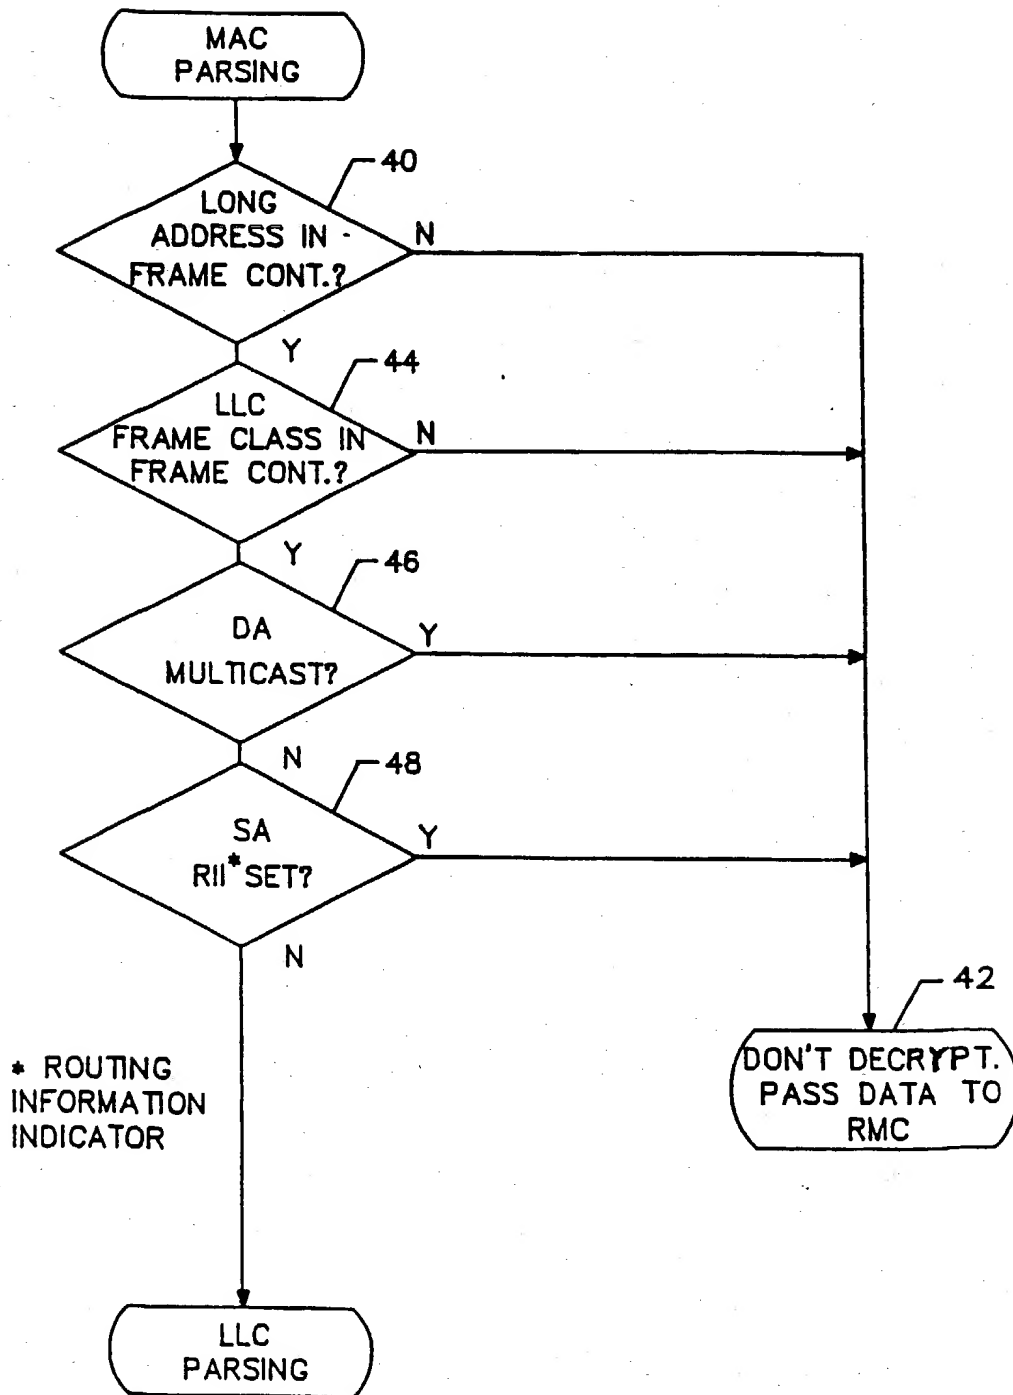 MAC
PARSING
40
LONG
ADDRESS IN
FRAME CONT.?
N
Y
44
LLC
FRAME CLASS IN
FRAME CONT.?
N
Y
46
DA
MULTICAST?
Y
N
48
SA
RII* SET?
Y
N
42
DON'T DECRYPT.
PASS DATA TO
RMC
* ROUTING
INFORMATION
INDICATOR
LLC
PARSING